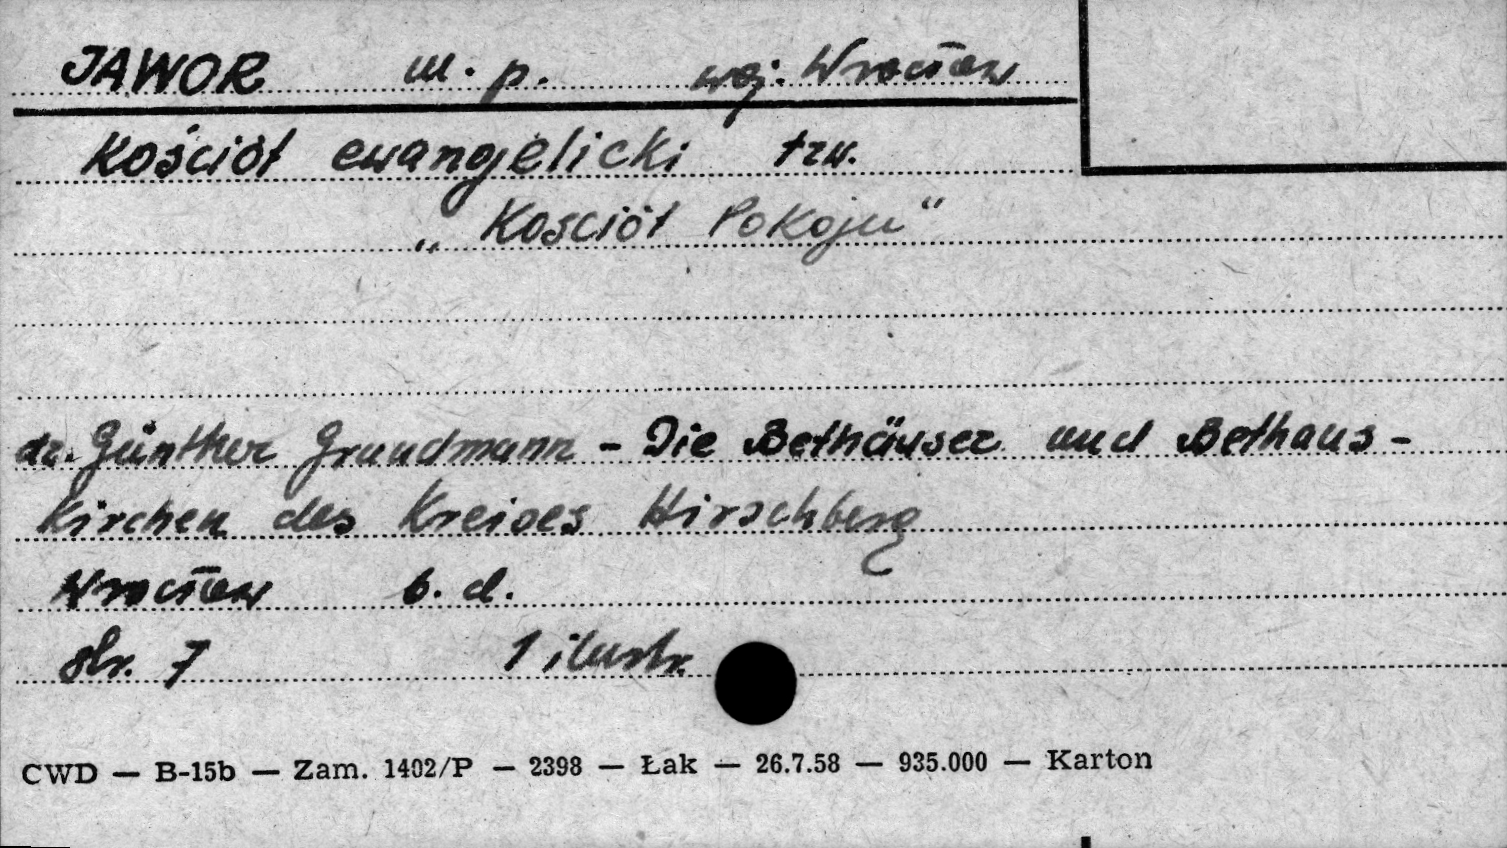 JAWOR m. p. woj. Wrocław
Kościół ewangelicki tzw.
„Kościół Pokoju“
dr. Günther Grundmann - Die Bethäuser und Bethaus-
Kirchen des Kreises Hirschberg
Wrocław b. d.
str. 7 1 ilustr.
CWD — B-15b — Zam. 1402/P — 2398 — Łak — 26.7.58 — 935.000 — Karton